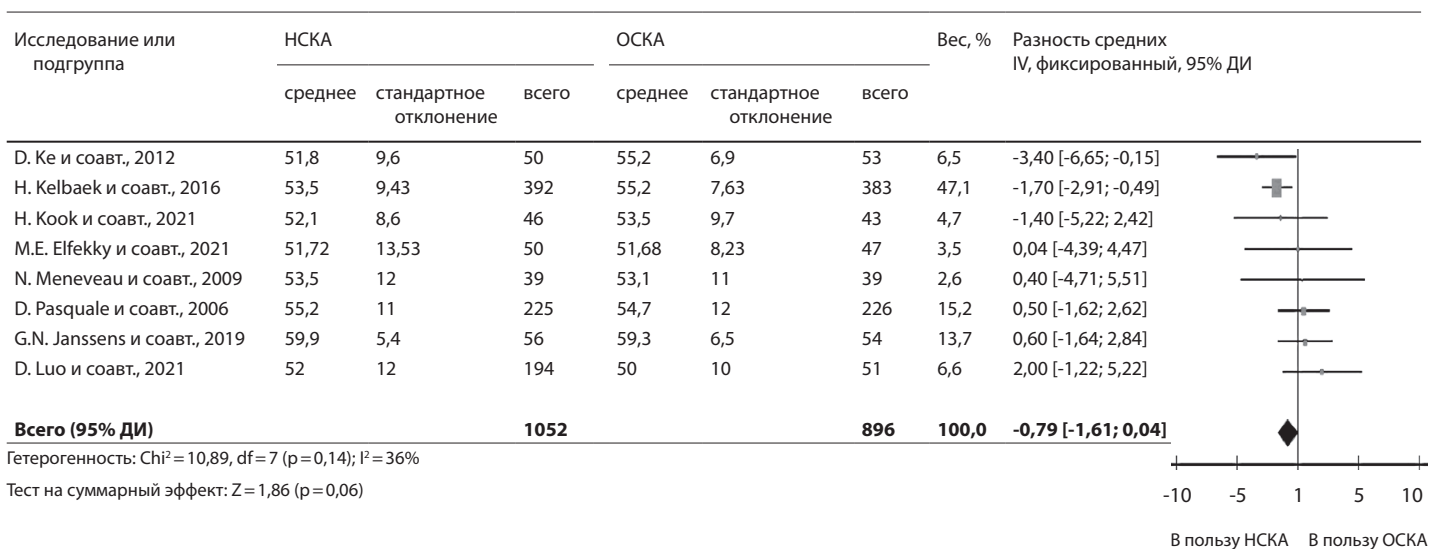 Исследование или подгруппа НСКА ОСКА Вес, % Разность средних IV, фиксированный, 95% ДИ
среднее стандартное отклонение всего среднее стандартное отклонение всего
D. Ke и соавт., 2012 51,8 9,6 50 55,2 6,9 53 6,5 -3,40 [-6,65; -0,15]
H. Kelbaek и соавт., 2016 53,5 9,43 392 55,2 7,63 383 47,1 -1,70 [-2,91; -0,49]
H. Kook и соавт., 2021 52,1 8,6 46 53,5 9,7 43 4,7 -1,40 [-5,22; 2,42]
M.E. Elfekky и соавт., 2021 51,72 13,53 50 51,68 8,23 47 3,5 0,04 [-4,39; 4,47]
N. Meneveau и соавт., 2009 53,5 12 39 53,1 11 39 2,6 0,40 [-4,71; 5,51]
D. Pasquale и соавт., 2006 55,2 11 225 54,7 12 226 15,2 0,50 [-1,62; 2,62]
G.N. Janssens и соавт., 2019 59,9 5,4 56 59,3 6,5 54 13,7 0,60 [-1,64; 2,84]
D. Luo и соавт., 2021 52 12 194 50 10 51 6,6 2,00 [-1,22; 5,22]
Всего (95% ДИ) 1052 896 100,0 -0,79 [-1,61; 0,04]
Гетерогенность: Chi² = 10,89, df = 7 (p = 0,14); I² = 36%
Тест на суммарный эффект: Z = 1,86 (p = 0,06)
-10 -5 1 5 10
В пользу НСКА В пользу ОСКА